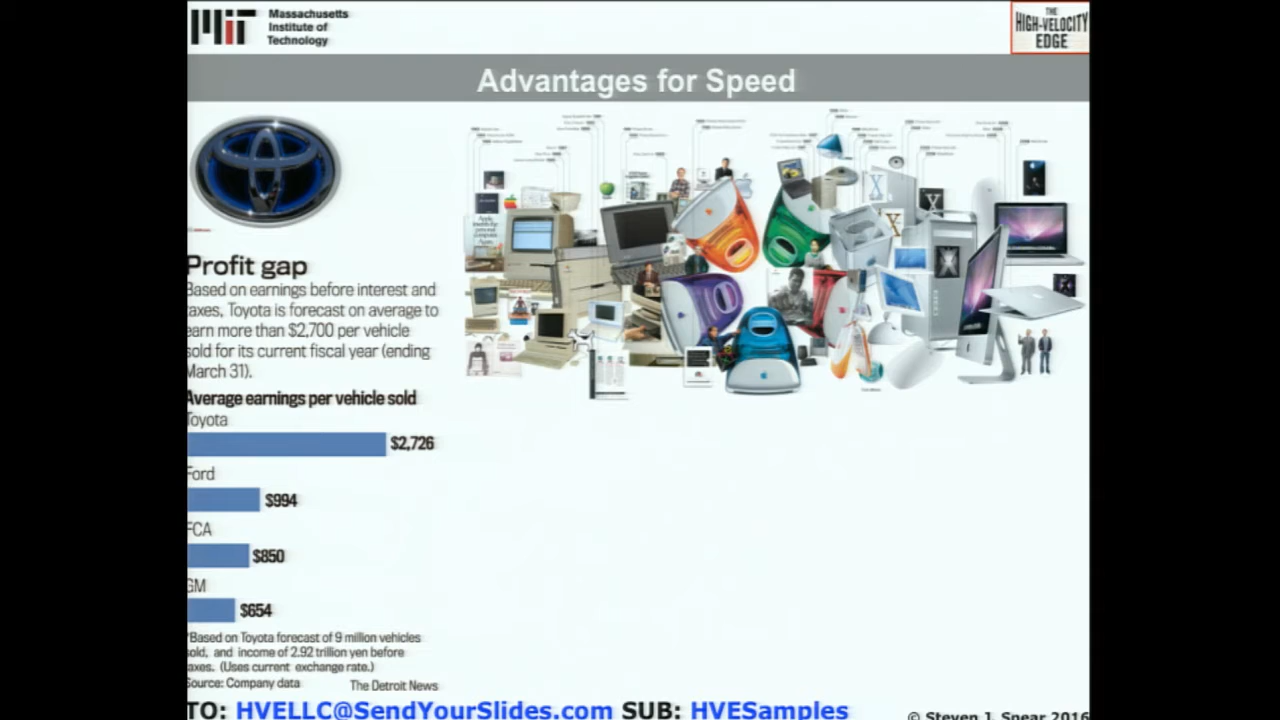 Massachusetts
Institute of
Technology
THE
HIGH-VELOCITY
EDGE
Advantages for Speed
Profit gap
Based on earnings before interest and
taxes, Toyota is forecast on average to
earn more than $2,700 per vehicle
sold for its current fiscal year (ending
March 31).
Average earnings per vehicle sold
Toyota
$2,726
Ford
$994
FCA
$850
GM
$654
*Based on Toyota forecast of 9 million vehicles
sold, and income of 2.92 trillion yen before
taxes. (Uses current exchange rate.)
Source: Company data The Detroit News
TO: HVELLC@SendYourSlides.com SUB: HVESamples
© Steven J. Spear 2016